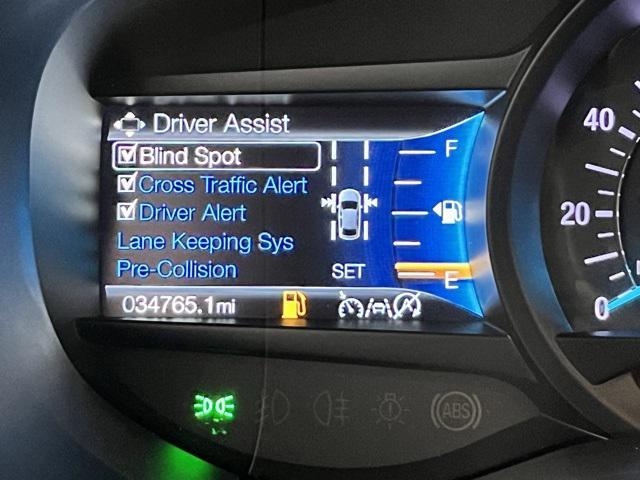 Driver Assist
Blind Spot
Cross Traffic Alert
Driver Alert
Lane Keeping Sys
Pre-Collision
SET
F
E
034765.1mi
40
20
0
ABS